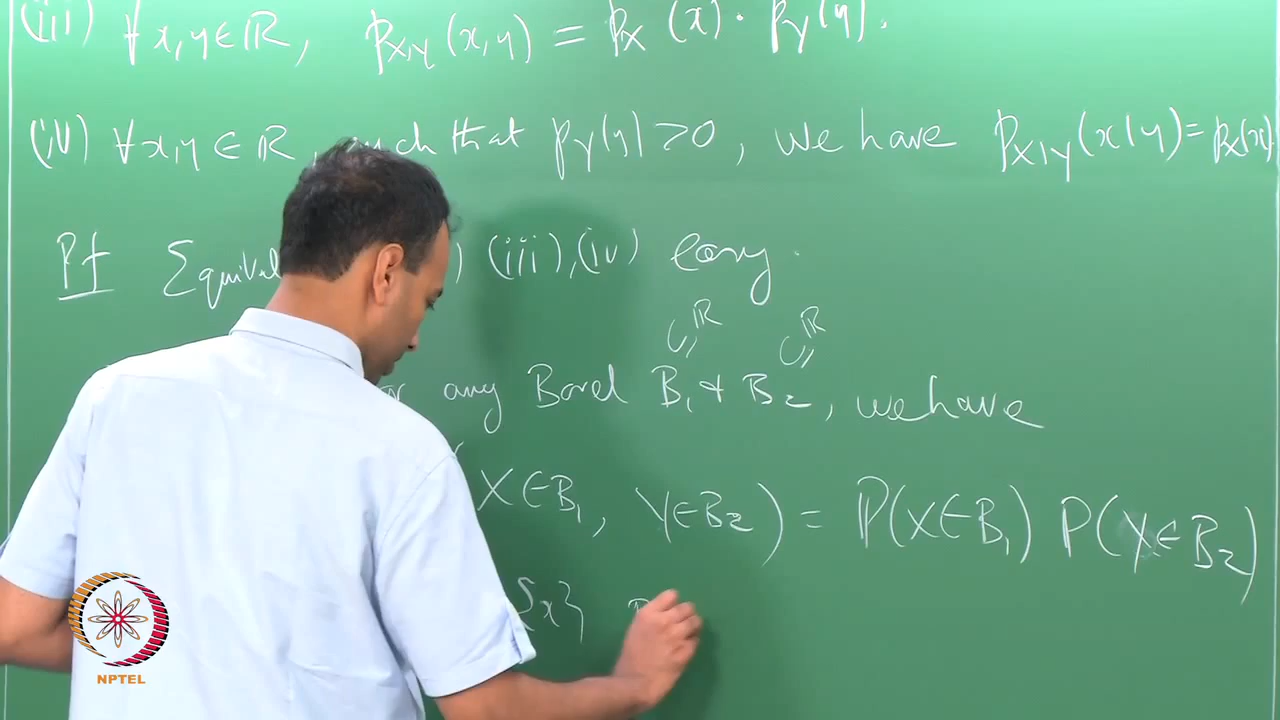 (iii) ∀x,y∈ℝ, p_{X,Y}(x,y) = p_X(x) · p_Y(y).
(iv) ∀x,y∈ℝ, such that p_Y(y)>0, we have p_{X|Y}(x|y)=p_X(x).
Pf (iii),(iv) easy.
⊂ℝ ⊂ℝ
any Borel B₁ & B₂, we have
X∈B₁, Y∈B₂) = ℙ(X∈B₁) ℙ(Y∈B₂)
{x}
NPTEL